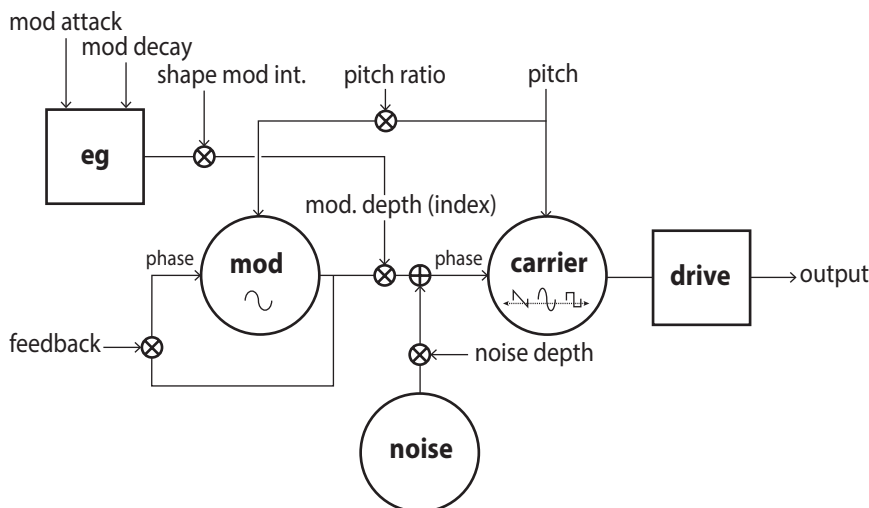 mod attack
mod decay
shape mod int.
pitch ratio
pitch
eg
mod. depth (index)
phase
mod
phase
carrier
drive
output
feedback
noise depth
noise